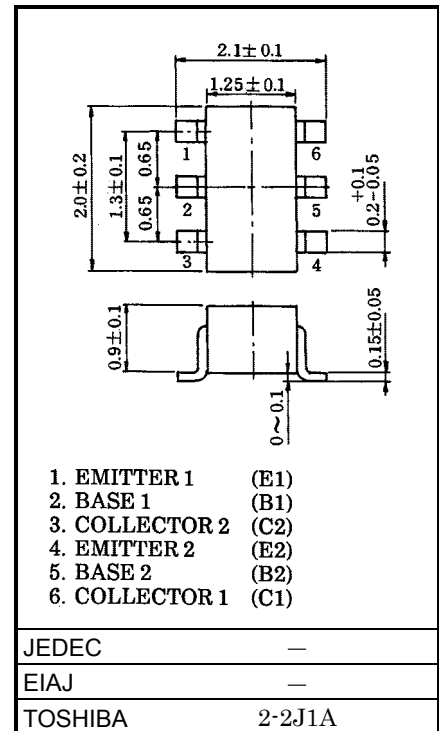 2.1±0.1
1.25±0.1
1 6
2 5
3 4
2.0±0.2
1.3±0.1
0.65
0.65
+0.1
0.2-0.05
0.9±0.1
0.15±0.05
0~0.1
1. EMITTER 1 (E1)
2. BASE 1 (B1)
3. COLLECTOR 2 (C2)
4. EMITTER 2 (E2)
5. BASE 2 (B2)
6. COLLECTOR 1 (C1)
JEDEC —
EIAJ —
TOSHIBA 2-2J1A